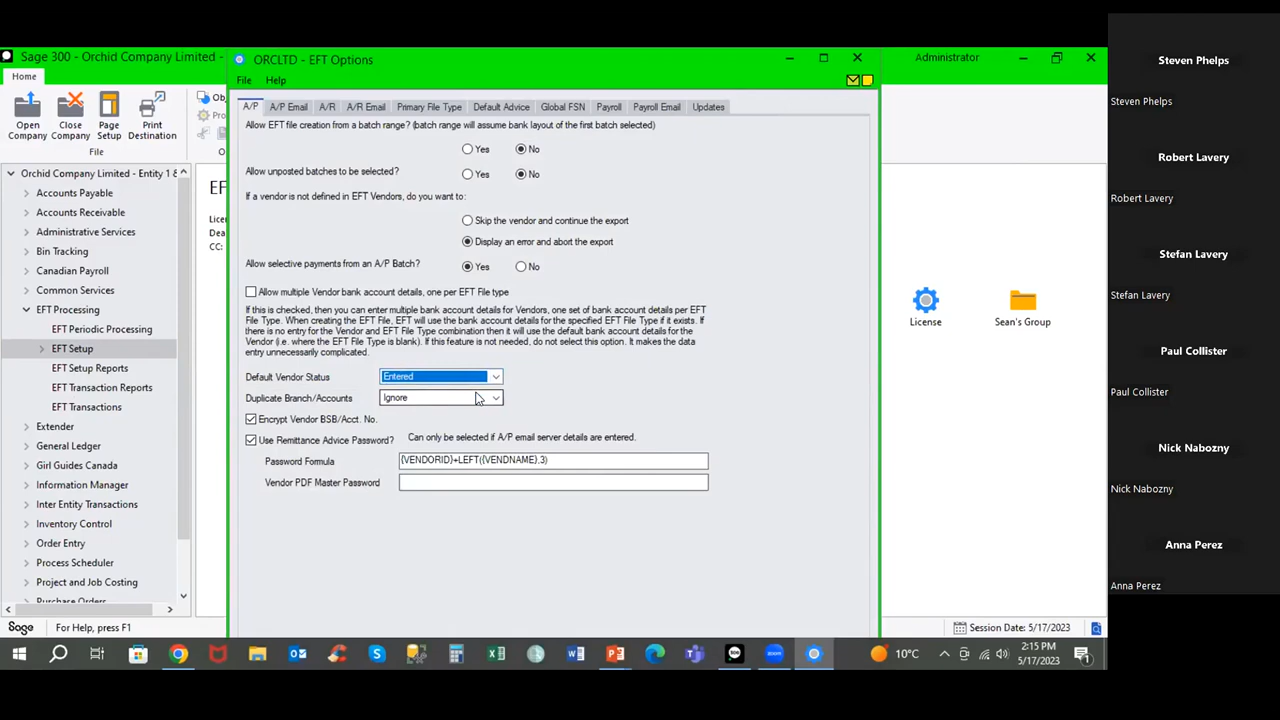 Sage 300 - Orchid Company Limited -
Home
Open Company
Close Company
Page Setup
Print Destination
File
Orchid Company Limited - Entity 1 &
Accounts Payable
Accounts Receivable
Administrative Services
Bin Tracking
Canadian Payroll
Common Services
EFT Processing
EFT Periodic Processing
EFT Setup
EFT Setup Reports
EFT Transaction Reports
EFT Transactions
Extender
General Ledger
Girl Guides Canada
Information Manager
Inter Entity Transactions
Inventory Control
Order Entry
Process Scheduler
Project and Job Costing
Purchase Orders
sage
For Help, press F1
ORCLTD - EFT Options
File Help
A/P
A/P Email
A/R
A/R Email
Primary File Type
Default Advice
Global FSN
Payroll
Payroll Email
Updates
Allow EFT file creation from a batch range? (batch range will assume bank layout of the first batch selected)
Yes No
Allow unposted batches to be selected?
Yes No
If a vendor is not defined in EFT Vendors, do you want to:
Skip the vendor and continue the export
Display an error and abort the export
Allow selective payments from an A/P Batch?
Yes No
Allow multiple Vendor bank account details, one per EFT File type
If this is checked, then you can enter multiple bank account details for Vendors, one set of bank account details per EFT
File Type. When creating the EFT File, EFT will use the bank account details for the specified EFT File Type if it exists. If
there is no entry for the Vendor and EFT File Type combination then it will use the default bank account details for the
Vendor (i.e. where the EFT File Type is blank). If this feature is not needed, do not select this option. It makes the data
entry unnecessarily complicated.
Default Vendor Status Entered
Duplicate Branch/Accounts Ignore
Encrypt Vendor BSB/Acct. No.
Use Remittance Advice Password? Can only be selected if A/P email server details are entered.
Password Formula {VENDORID}+LEFT({VENDNAME},3)
Vendor PDF Master Password
Administrator
License
Sean's Group
Session Date: 5/17/2023
10°C
2:15 PM
5/17/2023
Steven Phelps
Steven Phelps
Robert Lavery
Robert Lavery
Stefan Lavery
Stefan Lavery
Paul Collister
Paul Collister
Nick Nabozny
Nick Nabozny
Anna Perez
Anna Perez